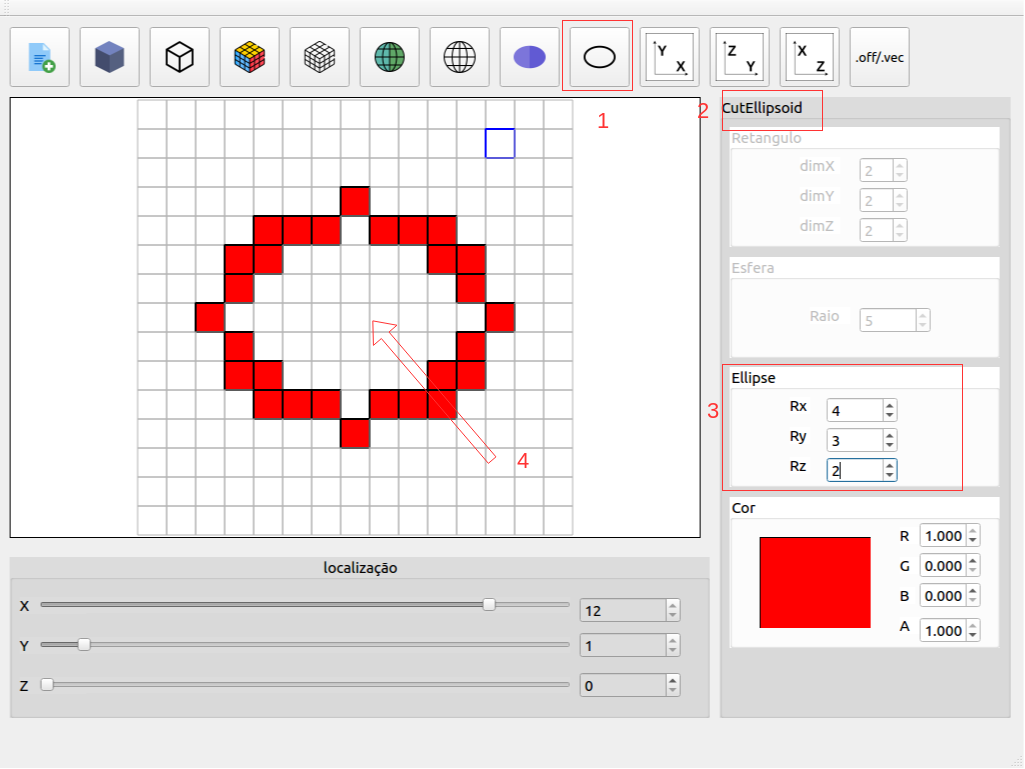 Y
X
Z
Y
X
Z
.off/.vec
1
2
CutEllipsoid
Retangulo
dimX 2
dimY 2
dimZ 2
Esfera
Raio 5
3
Ellipse
Rx 4
Ry 3
Rz 2
4
Cor
R 1.000
G 0.000
B 0.000
A 1.000
localização
X 12
Y 1
Z 0